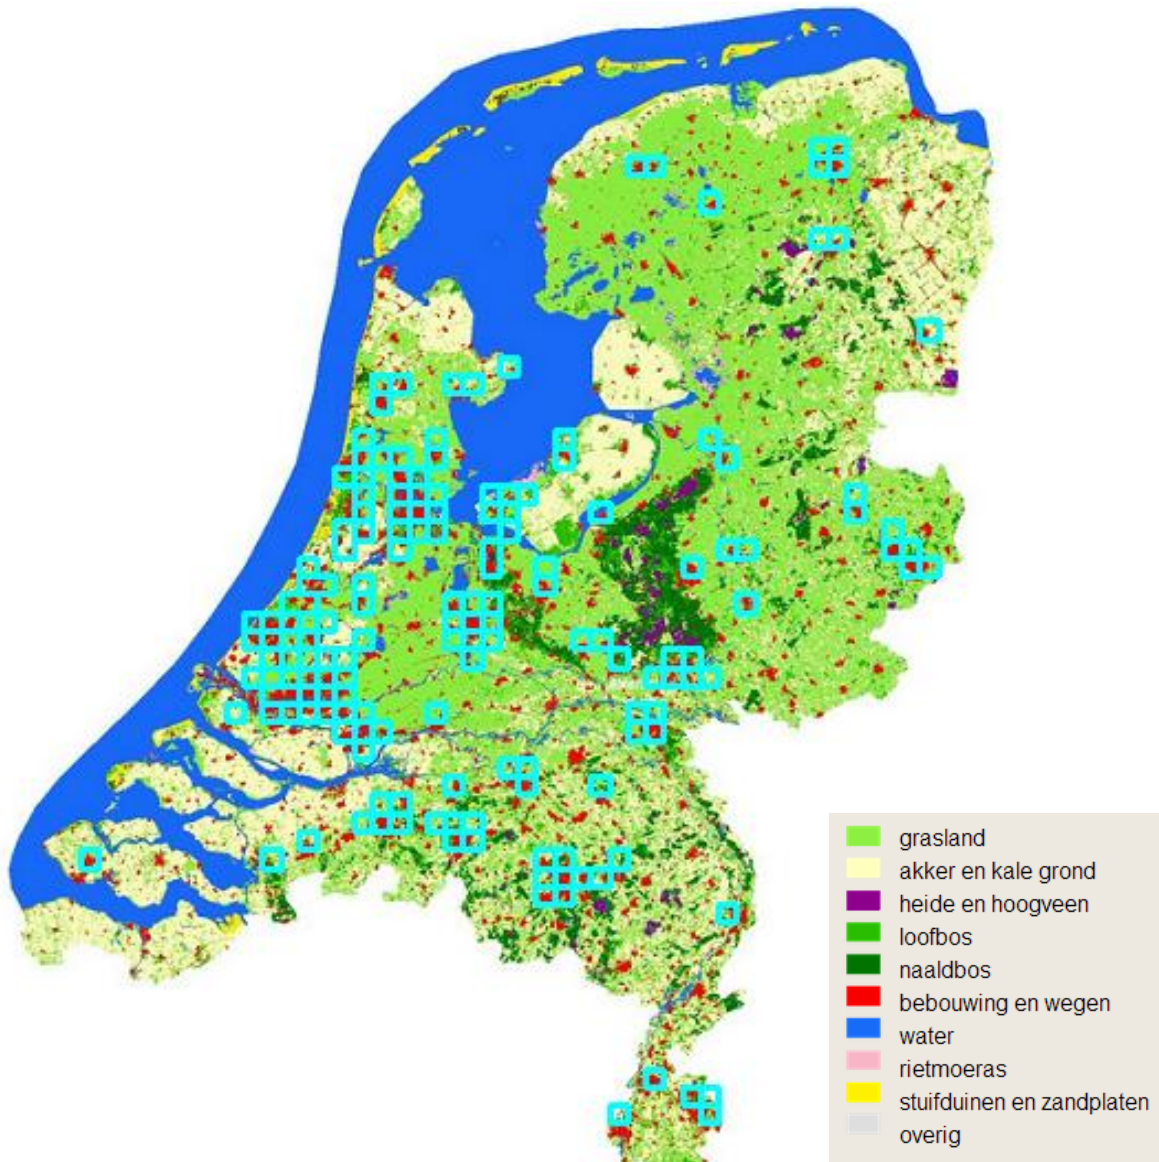 grasland
akker en kale grond
heide en hoogveen
loofbos
naaldbos
bebouwing en wegen
water
rietmoeras
stuifduinen en zandplaten
overig